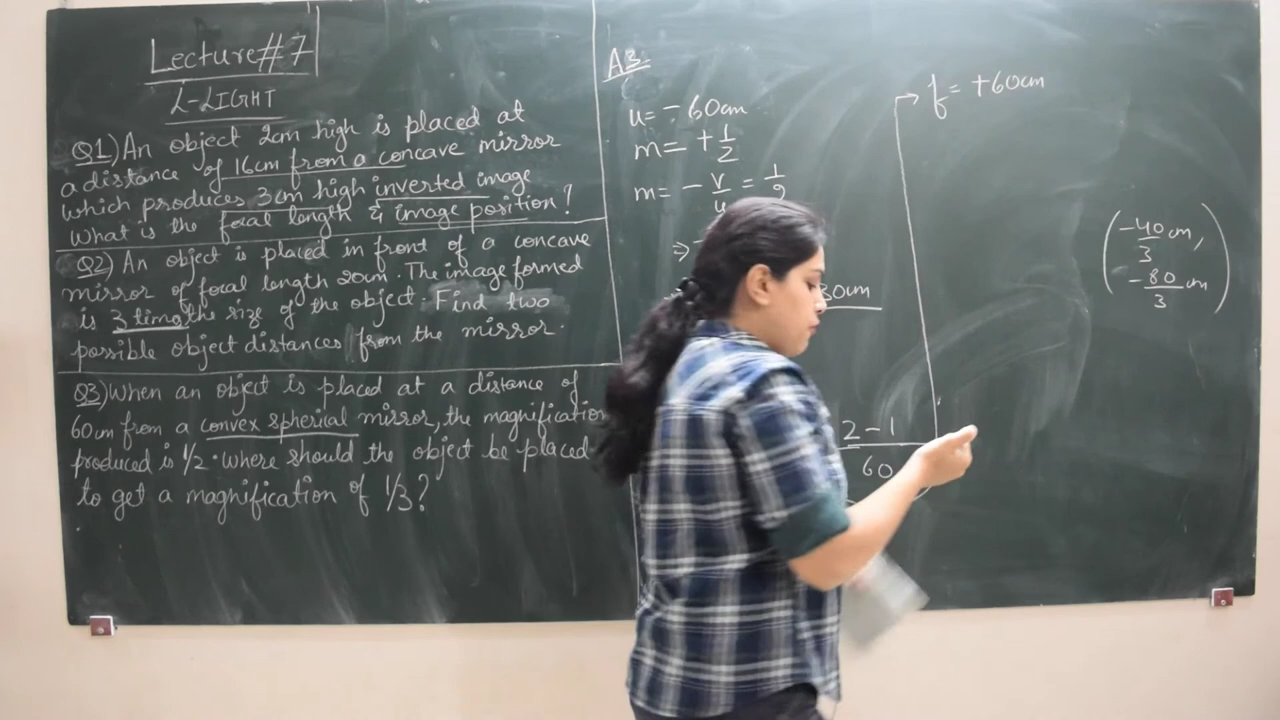 Lecture#7
L-LIGHT
Q1) An object 2cm high is placed at
a distance of 16cm from a concave mirror
which produces 3cm high inverted image
What is the focal length & image position?
Q2) An object is placed in front of a concave
mirror of focal length 20cm. The image formed
is 3 times the size of the object. Find two
possible object distances from the mirror.
Q3) When an object is placed at a distance of
60cm from a convex spherical mirror, the magnification
produced is 1/2. where should the object be placed
to get a magnification of 1/3?
A3:
u = - 60cm
m = + 1/2
m = - v/u = 1/2
⇒
30cm
2 - 1
60
f = +60cm
(-40/3 cm,
-80/3 cm)